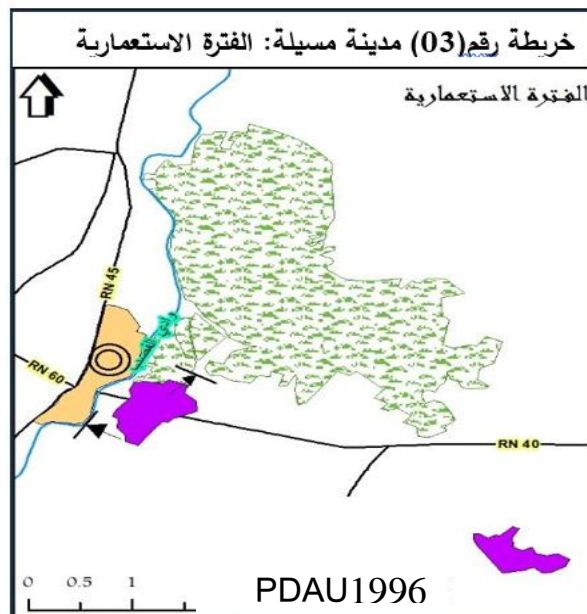 خريطة رقم(03) مدينة مسيلة: الفترة الاستعمارية
الفترة الاستعمارية
RN 45
RN 60
RN 40
0 0.5 1
PDAU1996